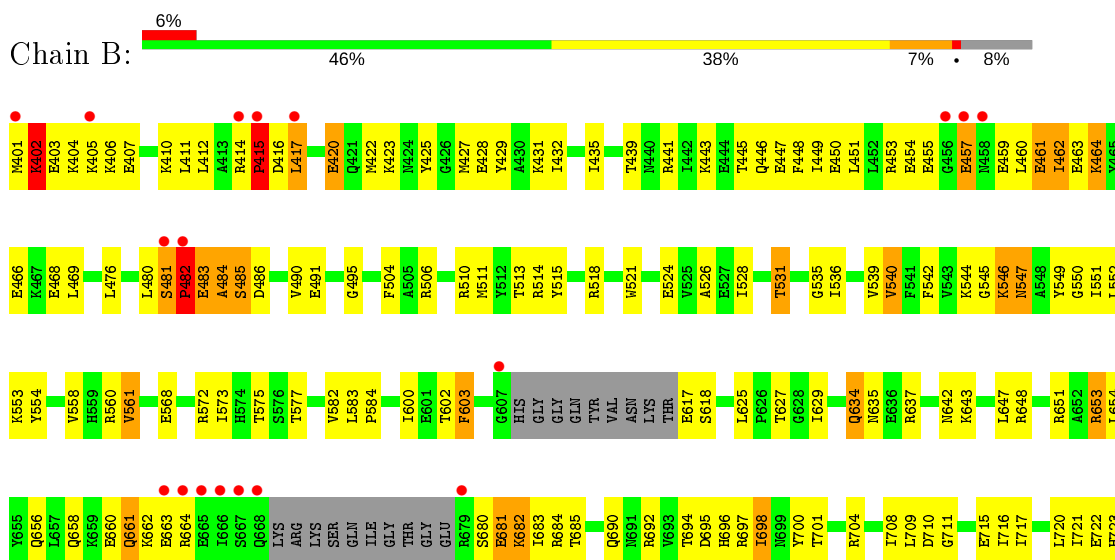 6%
Chain B:
46% 38% 7% • 8%
M401 K402 E403 K404 K405 K406 E407 K410 L411 L412 A413 R414 P415 D416 L417 E420 Q421 M422 K423 N424 Y425 G426 M427 E428 Y429 A430 K431 I432 I435 T439 N440 R441 I442 K443 E444 T445 Q446 E447 F448 I449 E450 L451 L452 R453 E454 E455 G456 E457 N458 E459 L460 E461 I462 E463 K464 Y465
E466 K467 E468 L469 L476 L480 S481 P482 E483 A484 S485 D486 V490 E491 G495 F504 A505 R506 R510 M511 Y512 T513 R514 Y515 R518 W521 E524 V525 A526 E527 I528 T531 G535 I536 V539 V540 F541 F542 V543 K544 G545 K546 N547 A548 Y549 G550 I551 L552
K553 Y554 V558 H559 R560 V561 E568 R572 I573 H574 T575 S576 T577 V582 L583 P584 I600 E601 T602 F603 G607 HIS GLY GLY GLN TYR VAL ASN LYS THR E617 S618 L625 P626 T627 G628 I629 Q634 N635 E636 R637 N642 K643 L647 R648 R651 A652 R653 L654
Y655 Q656 L657 Q658 K659 E660 Q661 K662 E663 R664 E665 I666 S667 Q668 LYS ARG LYS SER GLN ILE GLY THR GLY GLU R679 S680 E681 K682 I683 R684 T685 Q690 N691 R692 V693 T694 D695 H696 R697 I698 N699 Y700 T701 R704 T708 L709 D710 G711 E715 I716 I717 L720 I721 E722